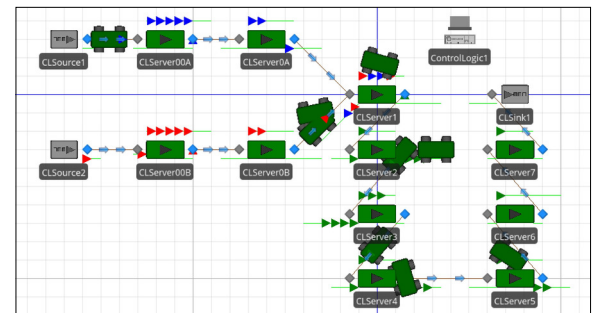 CLSource1
CLServer00A
CLServer0A
ControlLogic1
CLServer1
CLSink1
CLSource2
CLServer00B
CLServer0B
CLServer2
CLServer7
CLServer3
CLServer6
CLServer4
CLServer5